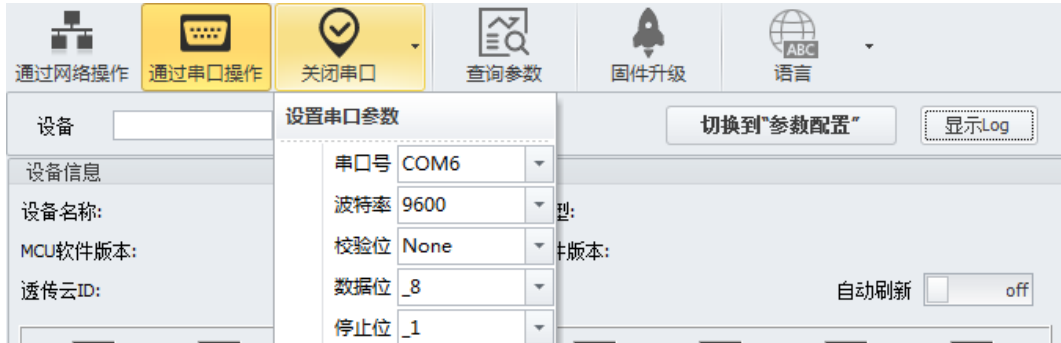 通过网络操作 通过串口操作 关闭串口 查询参数 固件升级 ABC 语言
设备 设置串口参数 切换到"参数配置" 显示Log
设备信息
串口号 COM6
设备名称: 波特率 9600 型:
MCU软件版本: 校验位 None 件版本:
透传云ID: 数据位 _8 自动刷新 off
停止位 _1